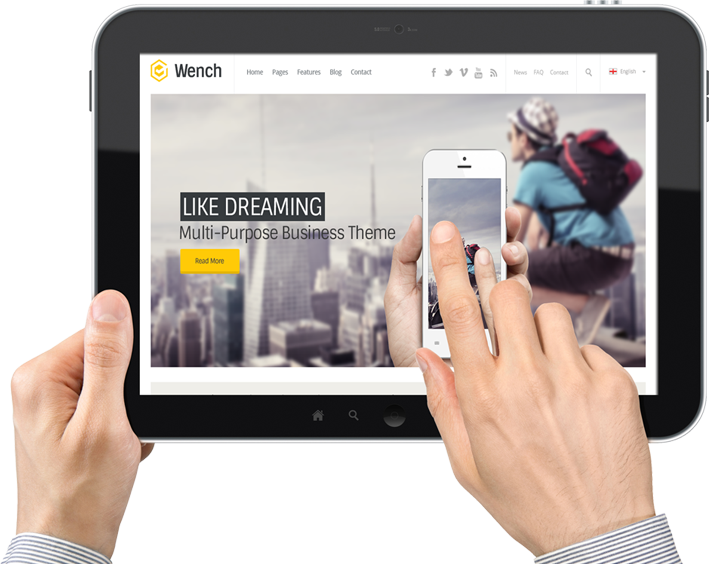 Wench
Home Pages Features Blog Contact
News FAQ Contact
English
LIKE DREAMING
Multi-Purpose Business Theme
Read More